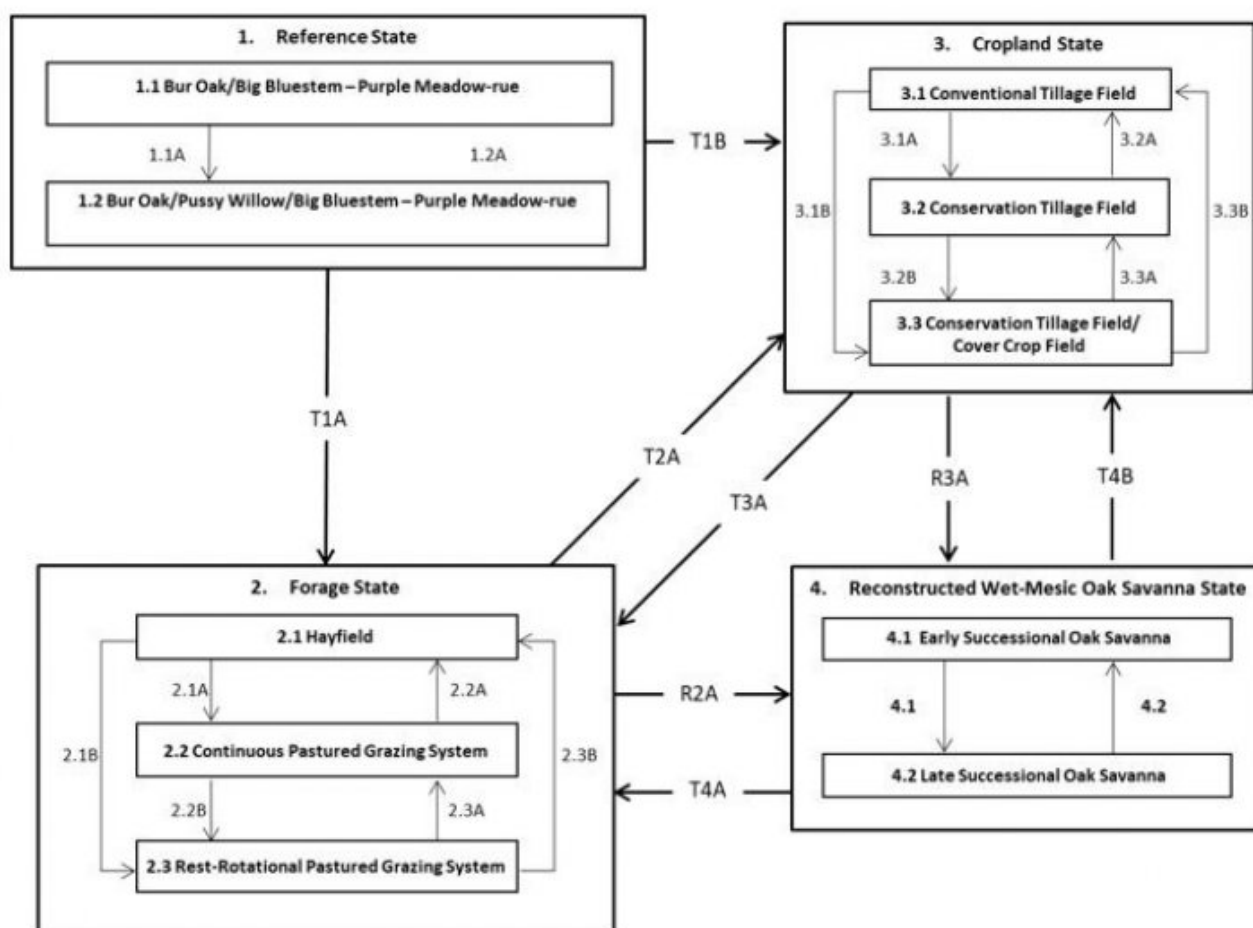 1. Reference State
1.1 Bur Oak/Big Bluestem – Purple Meadow-rue
1.1A
1.2A
1.2 Bur Oak/Pussy Willow/Big Bluestem – Purple Meadow-rue
T1B
3. Cropland State
3.1 Conventional Tillage Field
3.1A
3.2A
3.2 Conservation Tillage Field
3.1B
3.3B
3.2B
3.3A
3.3 Conservation Tillage Field/
Cover Crop Field
T1A
T2A
T3A
R3A
T4B
2. Forage State
2.1 Hayfield
2.1A
2.2A
2.2 Continuous Pastured Grazing System
2.1B
2.3B
2.2B
2.3A
2.3 Rest-Rotational Pastured Grazing System
R2A
T4A
4. Reconstructed Wet-Mesic Oak Savanna State
4.1 Early Successional Oak Savanna
4.1
4.2
4.2 Late Successional Oak Savanna